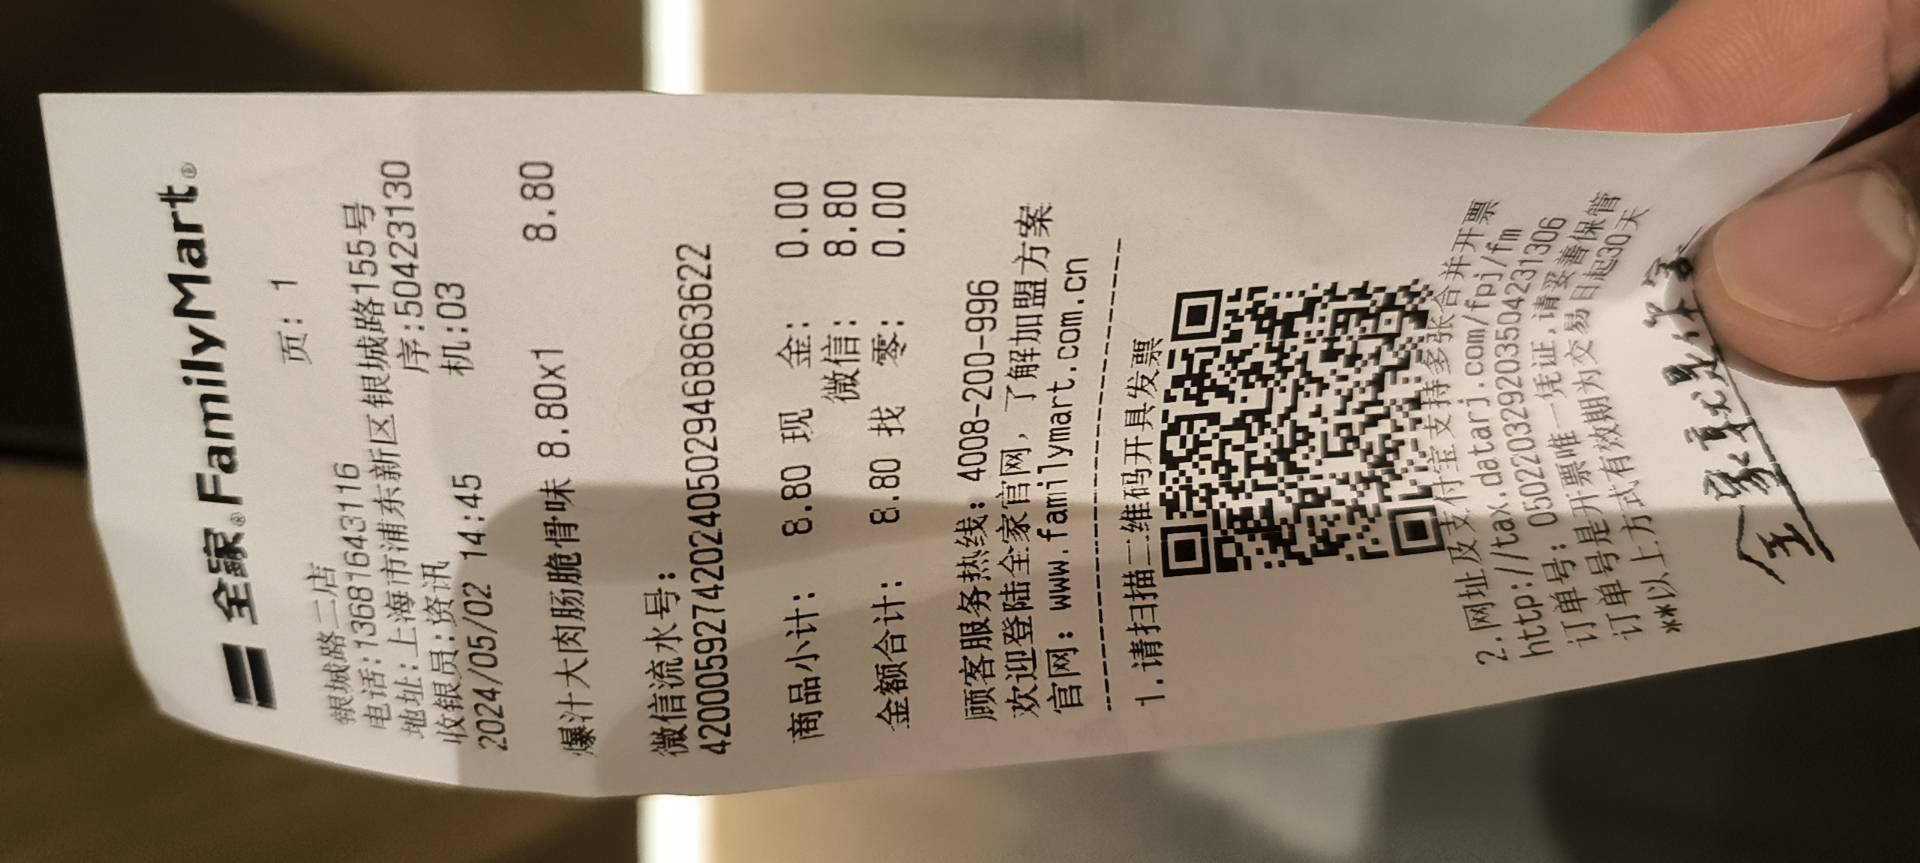 全家®FamilyMart®
页: 1
银城路二店
电话:13681643116
地址:上海市浦东新区银城路155号
收银员:资讯 序:504231​30
2024/05/02 14:45 机:03
爆汁大肉肠脆骨味 8.80x1 8.80
微信流水号:
4200059274202405029468863622
商品小计: 8.80 现 金: 0.00
微信: 8.80
金额合计: 8.80 找 零: 0.00
顾客服务热线: 4008-200-996
欢迎登陆全家官网, 了解加盟方案
官网: www.familymart.com.cn
1.请扫描二维码开具发票
2.网址及支付宝支持多张合并开票
http://tax.datarj.com/fpj/fm
订单号: 05022032920350423​1306
订单号是开票唯一凭证,请妥善保管
**以上方式有效期为交易日起30天
全家就是你家